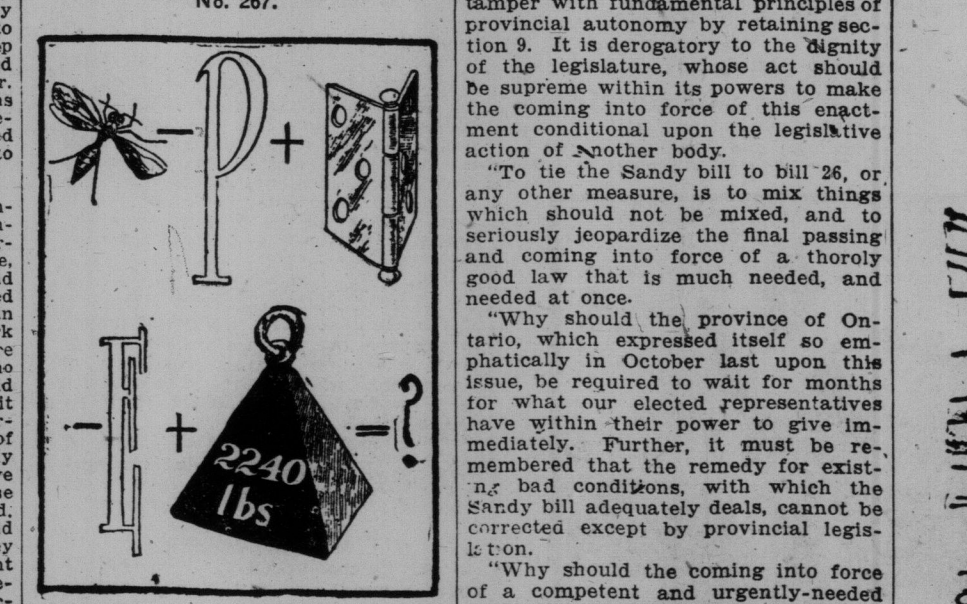 No. 267.
P
E
2240
lbs
- + - + = ?
tamper with fundamental principles of
provincial autonomy by retaining sec-
tion 9. It is derogatory to the dignity
of the legislature, whose act should
be supreme within its powers to make
the coming into force of this enact-
ment conditional upon the legislative
action of another body.
"To tie the Sandy bill to bill 26, or
any other measure, is to mix things
which should not be mixed, and to
seriously jeopardize the final passing
and coming into force of a thoroly
good law that is much needed, and
needed at once.
"Why should the province of On-
tario, which expressed itself so em-
phatically in October last upon this
issue, be required to wait for months
for what our elected representatives
have within their power to give im-
mediately. Further, it must be re-
membered that the remedy for exist-
ng bad conditions, with which the
Sandy bill adequately deals, cannot be
corrected except by provincial legis-
lation.
"Why should the coming into force
of a competent and urgently-needed